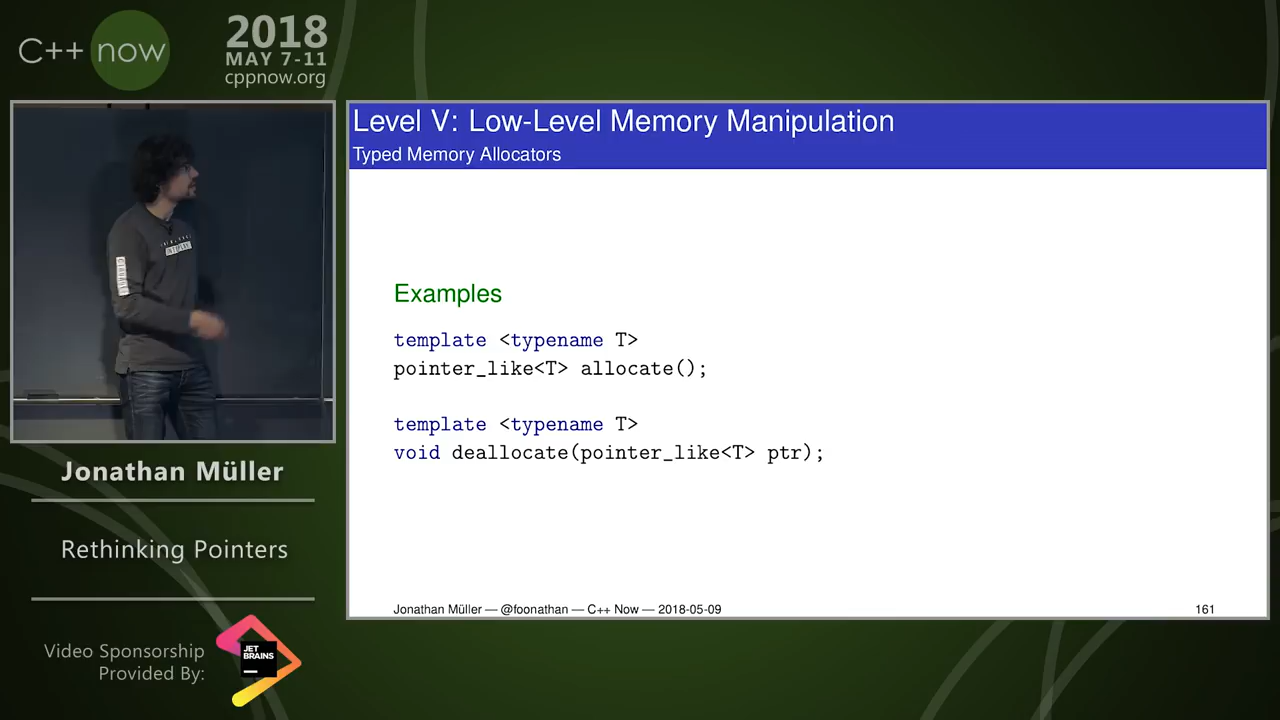 C++ now
2018
MAY 7-11
cppnow.org
Level V: Low-Level Memory Manipulation
Typed Memory Allocators
Examples
template <typename T>
pointer_like<T> allocate();
template <typename T>
void deallocate(pointer_like<T> ptr);
Jonathan Müller — @foonathan — C++ Now — 2018-05-09
161
Jonathan Müller
Rethinking Pointers
Video Sponsorship
Provided By:
JET
BRAINS